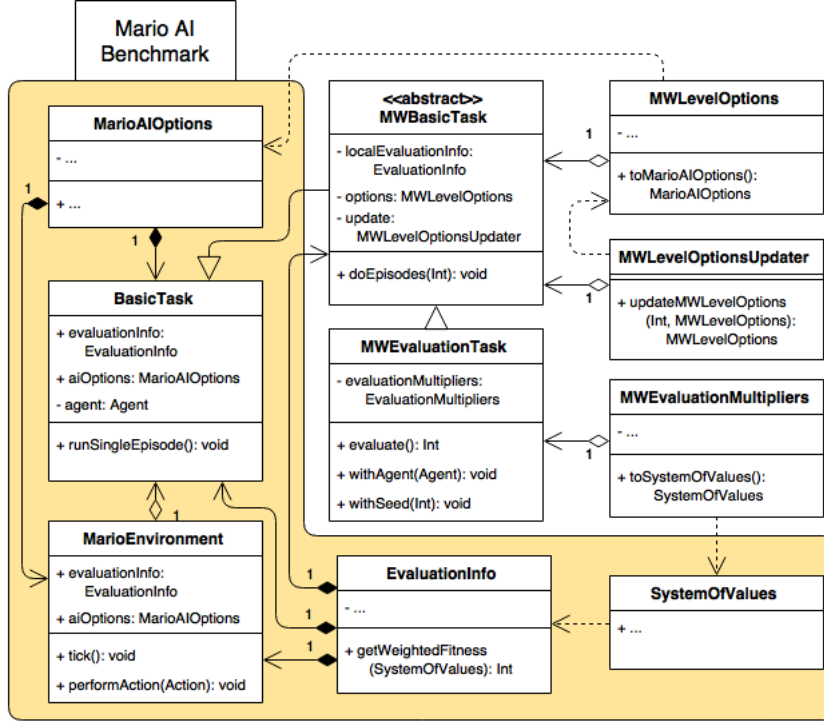 Mario AI
Benchmark
MarioAIOptions
- ...
+ ...
1
1
BasicTask
+ evaluationInfo:
EvaluationInfo
+ aiOptions: MarioAIOptions
- agent: Agent
+ runSingleEpisode(): void
1
MarioEnvironment
+ evaluationInfo:
EvaluationInfo
+ aiOptions: MarioAIOptions
+ tick(): void
+ performAction(Action): void
<<abstract>>
MWBasicTask
- localEvaluationInfo:
EvaluationInfo
- options: MWLevelOptions
- update:
MWLevelOptionsUpdater
+ doEpisodes(Int): void
MWEvaluationTask
- evaluationMultipliers:
EvaluationMultipliers
+ evaluate(): Int
+ withAgent(Agent): void
+ withSeed(Int): void
1
MWLevelOptions
- ...
+ toMarioAIOptions():
MarioAIOptions
1
MWLevelOptionsUpdater
+ updateMWLevelOptions
(Int, MWLevelOptions):
MWLevelOptions
1
MWEvaluationMultipliers
- ...
+ toSystemOfValues():
SystemOfValues
1
1
1
EvaluationInfo
- ...
+ getWeightedFitness
(SystemOfValues): Int
SystemOfValues
+ ...